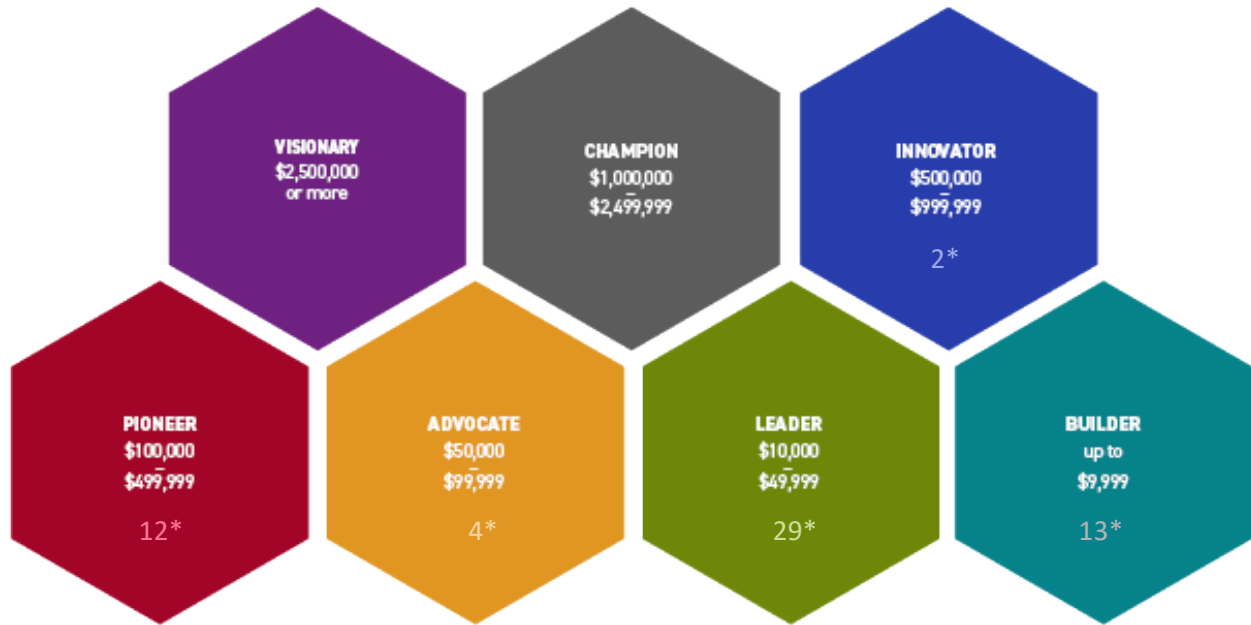 VISIONARY
$2,500,000
or more
CHAMPION
$1,000,000
–
$2,499,999
INNOVATOR
$500,000
–
$999,999
2*
PIONEER
$100,000
–
$499,999
12*
ADVOCATE
$50,000
–
$99,999
4*
LEADER
$10,000
–
$49,999
29*
BUILDER
up to
$9,999
13*